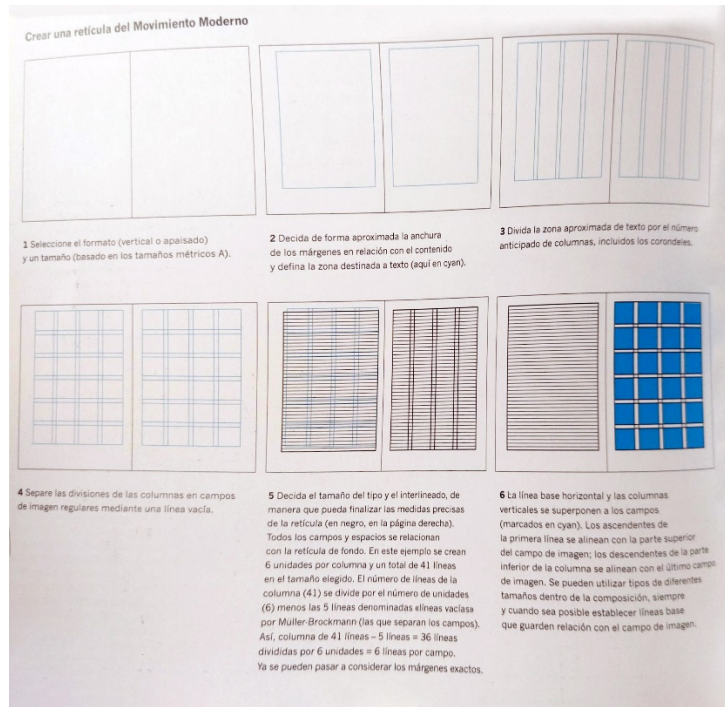 Crear una retícula del Movimiento Moderno
1 Seleccione el formato (vertical o apaisado)
y un tamaño (basado en los tamaños métricos A).
2 Decida de forma aproximada la anchura
de los márgenes en relación con el contenido
y defina la zona destinada a texto (aquí en cyan).
3 Divida la zona aproximada de texto por el número
anticipado de columnas, incluidos los corondeles.
4 Separe las divisiones de las columnas en campos
de imagen regulares mediante una línea vacía.
5 Decida el tamaño del tipo y el interlineado, de
manera que pueda finalizar las medidas precisas
de la retícula (en negro, en la página derecha).
Todos los campos y espacios se relacionan
con la retícula de fondo. En este ejemplo se crean
6 unidades por columna y un total de 41 líneas
en el tamaño elegido. El número de líneas de la
columna (41) se divide por el número de unidades
(6) menos las 5 líneas denominadas «líneas vacías»
por Müller-Brockmann (las que separan los campos).
Así, columna de 41 líneas – 5 líneas = 36 líneas
divididas por 6 unidades = 6 líneas por campo.
Ya se pueden pasar a considerar los márgenes exactos.
6 La línea base horizontal y las columnas
verticales se superponen a los campos
(marcados en cyan). Los ascendentes de
la primera línea se alinean con la parte superior
del campo de imagen; los descendentes de la parte
inferior de la columna se alinean con el último campo
de imagen. Se pueden utilizar tipos de diferentes
tamaños dentro de la composición, siempre
y cuando sea posible establecer líneas base
que guarden relación con el campo de imagen.